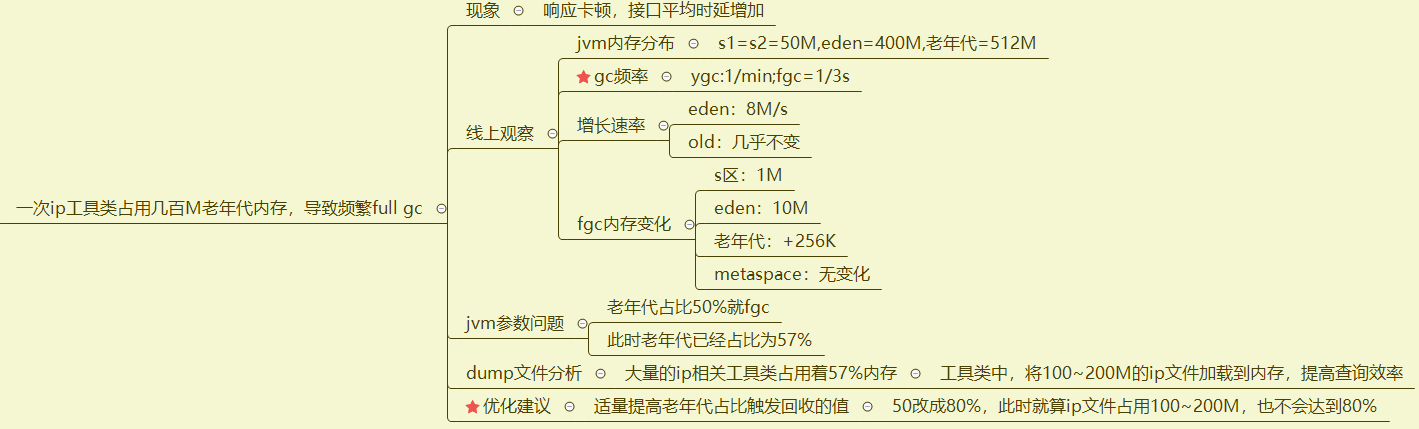 现象
响应卡顿，接口平均时延增加
jvm内存分布
s1=s2=50M,eden=400M,老年代=512M
gc频率
ygc:1/min;fgc=1/3s
eden：8M/s
增长速率
线上观察
old：几乎不变
s区：1M
一次ip工具类占用几百M老年代内存，导致频繁full gc
eden：10M
fgc内存变化
老年代：+256K
metaspace：无变化
老年代占比50%就fgc
jvm参数问题
此时老年代已经占比为57%
dump文件分析
大量的ip相关工具类占用着57%内存
工具类中，将100~200M的ip文件加载到内存，提高查询效率
优化建议
适量提高老年代占比触发回收的值
50改成80%，此时就算ip文件占用100~200M，也不会达到80%